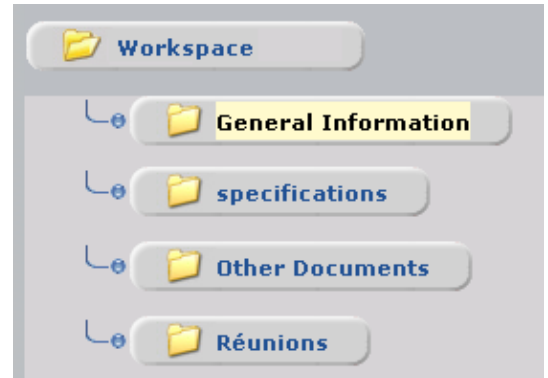 Workspace
General Information
specifications
Other Documents
Réunions